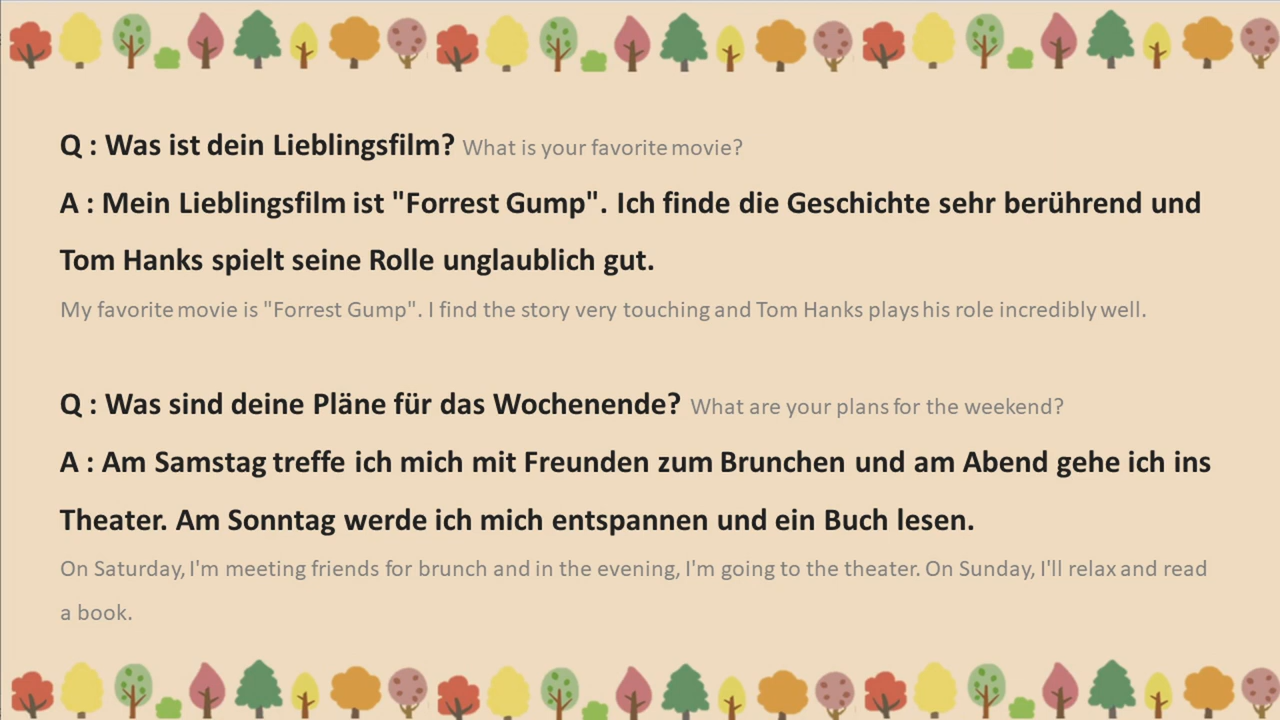 Q : Was ist dein Lieblingsfilm? What is your favorite movie?
A : Mein Lieblingsfilm ist "Forrest Gump". Ich finde die Geschichte sehr berührend und
Tom Hanks spielt seine Rolle unglaublich gut.
My favorite movie is "Forrest Gump". I find the story very touching and Tom Hanks plays his role incredibly well.
Q : Was sind deine Pläne für das Wochenende? What are your plans for the weekend?
A : Am Samstag treffe ich mich mit Freunden zum Brunchen und am Abend gehe ich ins
Theater. Am Sonntag werde ich mich entspannen und ein Buch lesen.
On Saturday, I'm meeting friends for brunch and in the evening, I'm going to the theater. On Sunday, I'll relax and read
a book.